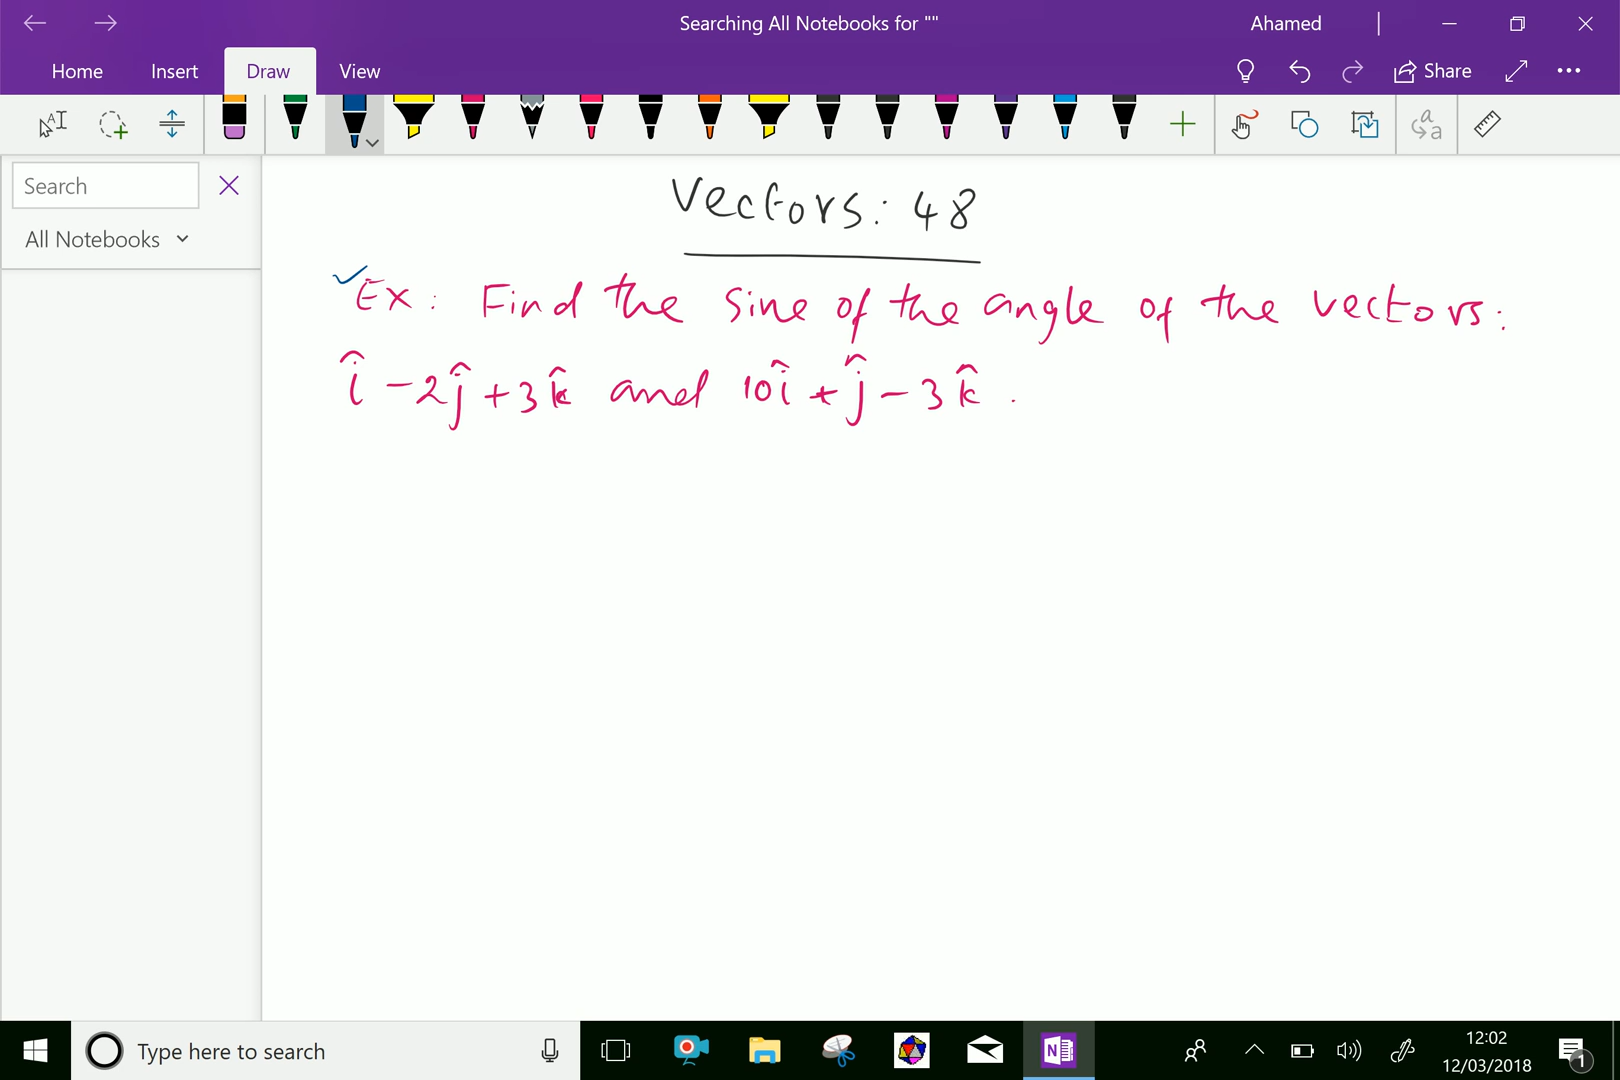 Searching All Notebooks for ""
Ahamed
Home Insert Draw View
Share
Search
All Notebooks
Vectors: 48
Ex: Find the sine of the angle of the vectors:
î - 2ĵ + 3k̂ and 10î + ĵ - 3k̂.
Type here to search
12:02
12/03/2018
1